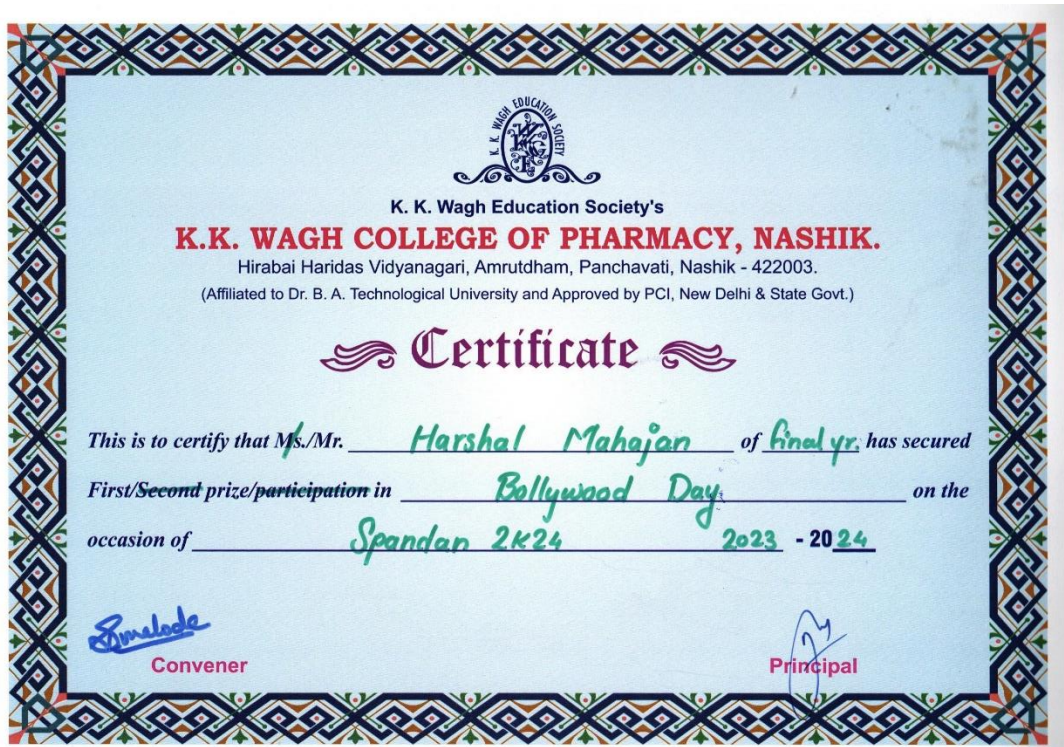 K. K. WAGH EDUCATION SOCIETY
K. K. Wagh Education Society's
K.K. WAGH COLLEGE OF PHARMACY, NASHIK.
Hirabai Haridas Vidyanagari, Amrutdham, Panchavati, Nashik - 422003.
(Affiliated to Dr. B. A. Technological University and Approved by PCI, New Delhi & State Govt.)
Certificate
This is to certify that Ms./Mr. Harshal Mahajan of final yr. has secured
First/Second prize/participation in Bollywood Day on the
occasion of Spandan 2K24 2023 - 2024
Convener Principal